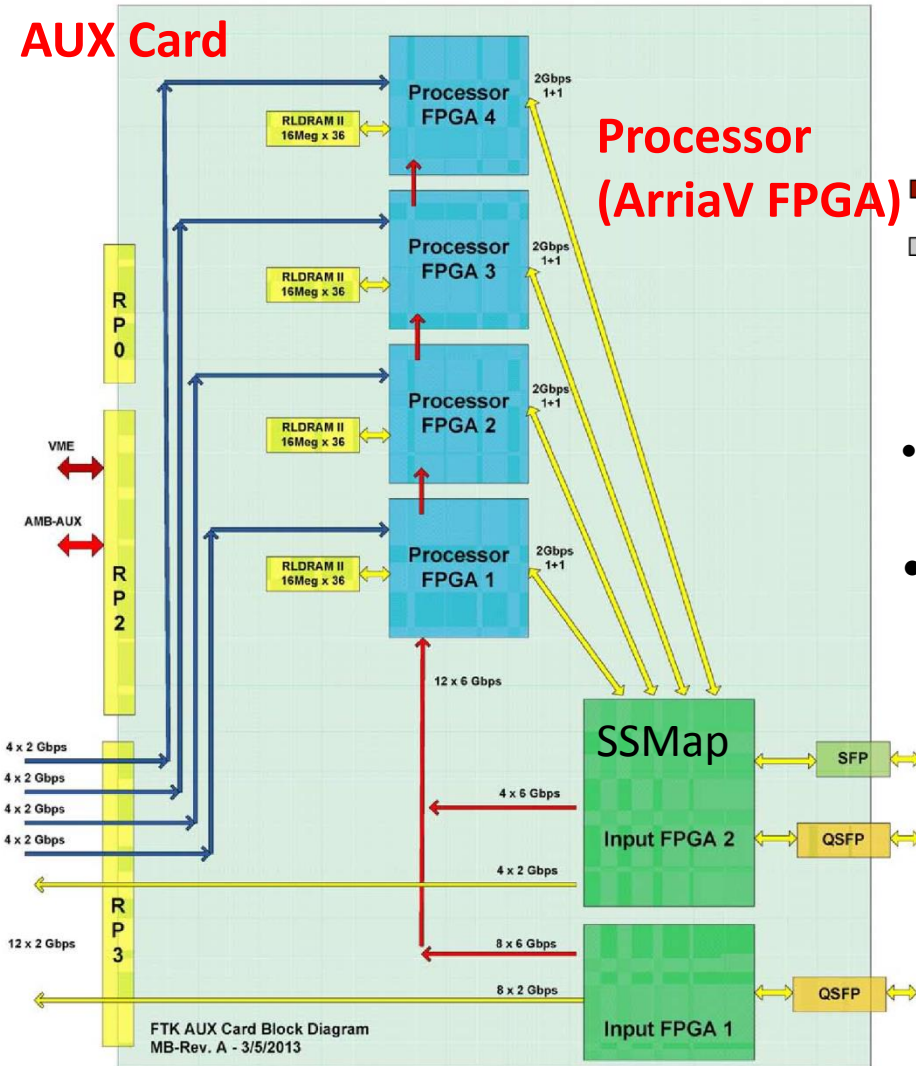 AUX Card
Processor
FPGA 4
2Gbps
1+1
RLDRAM II
16Meg x 36
Processor
(ArriaV FPGA)
Processor
FPGA 3
2Gbps
1+1
RLDRAM II
16Meg x 36
R
P
0
Processor
FPGA 2
2Gbps
1+1
RLDRAM II
16Meg x 36
VME
AMB-AUX
R
P
2
Processor
FPGA 1
2Gbps
1+1
RLDRAM II
16Meg x 36
12 x 6 Gbps
4 x 2 Gbps
4 x 2 Gbps
4 x 2 Gbps
4 x 2 Gbps
SSMap
SFP
4 x 6 Gbps
Input FPGA 2
QSFP
4 x 2 Gbps
R
P
3
12 x 2 Gbps
8 x 6 Gbps
8 x 2 Gbps
QSFP
Input FPGA 1
FTK AUX Card Block Diagram
MB-Rev. A - 3/5/2013